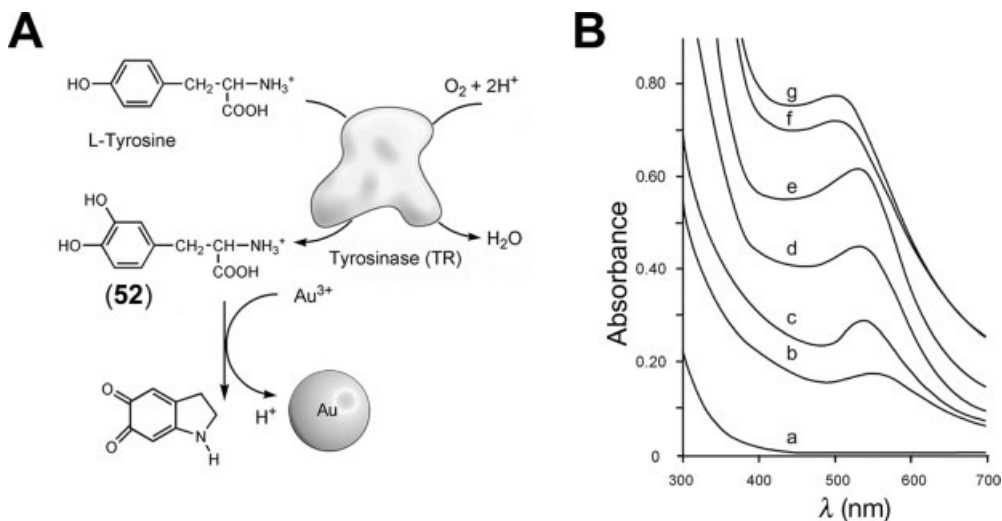 A
HO
CH₂-CH-NH₃⁺
COOH
L-Tyrosine
O₂ + 2H⁺
HO
HO
CH₂-CH-NH₃⁺
COOH
(52)
Tyrosinase (TR)
H₂O
Au³⁺
O
O
N
H
H⁺
Au
B
Absorbance
0.80
0.60
0.40
0.20
0
g
f
e
d
c
b
a
300 400 500 600 700
λ (nm)